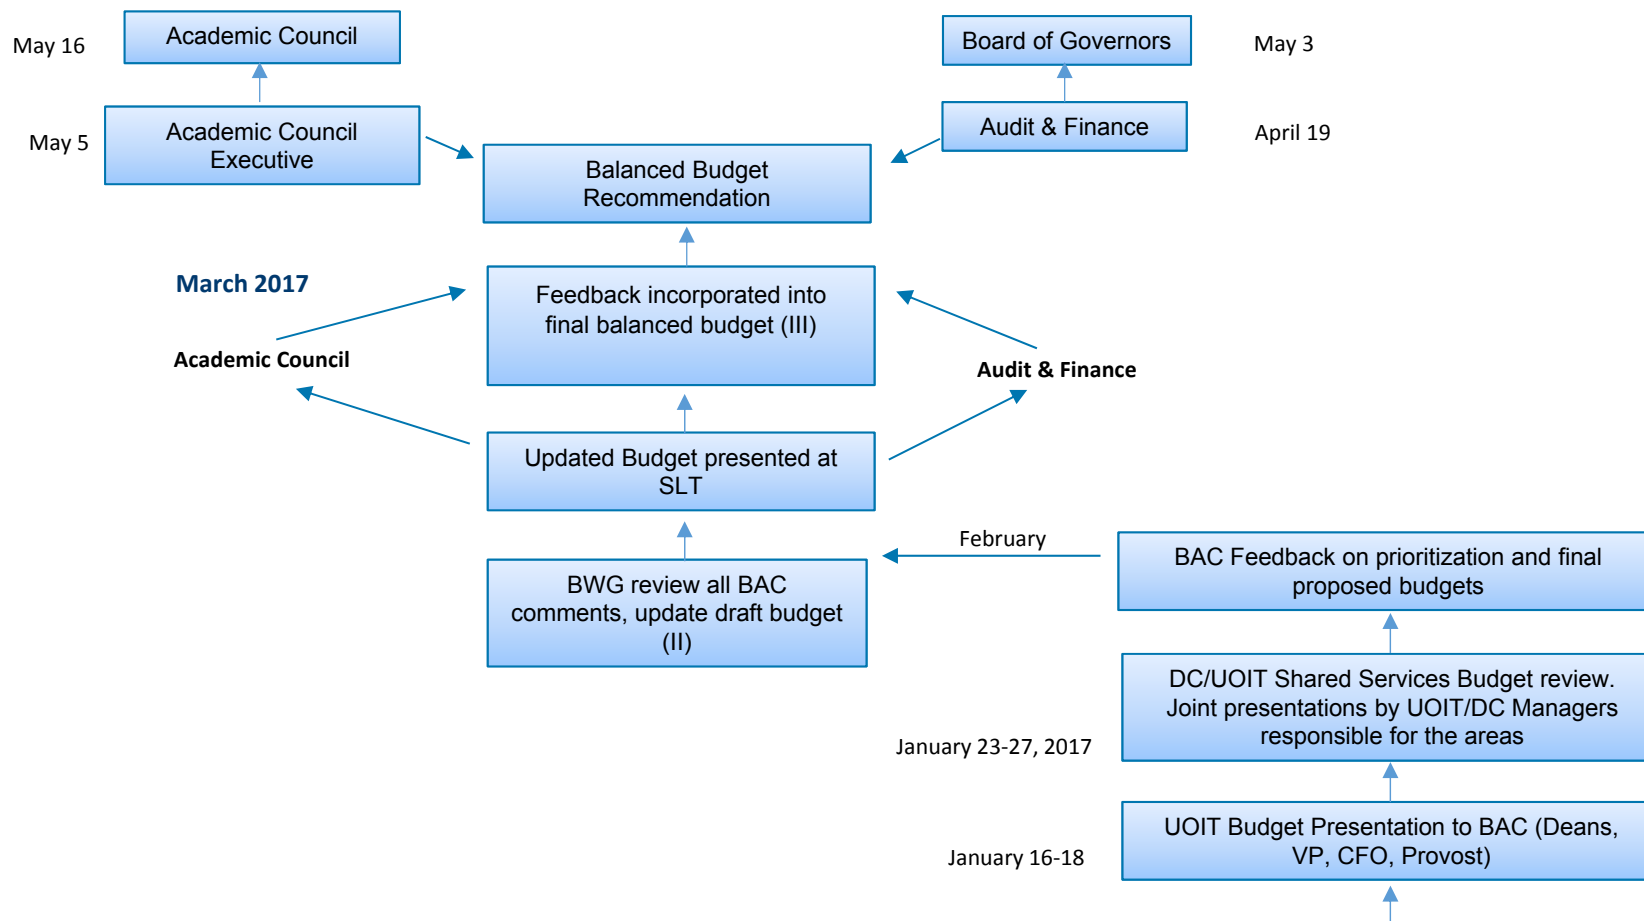 May 16
Academic Council
Board of Governors
May 3
May 5
Academic Council
Executive
Audit & Finance
April 19
Balanced Budget
Recommendation
March 2017
Feedback incorporated into
final balanced budget (III)
Academic Council
Audit & Finance
Updated Budget presented at
SLT
February
BWG review all BAC
comments, update draft budget
(II)
BAC Feedback on prioritization and final
proposed budgets
January 23-27, 2017
DC/UOIT Shared Services Budget review.
Joint presentations by UOIT/DC Managers
responsible for the areas
January 16-18
UOIT Budget Presentation to BAC (Deans,
VP, CFO, Provost)